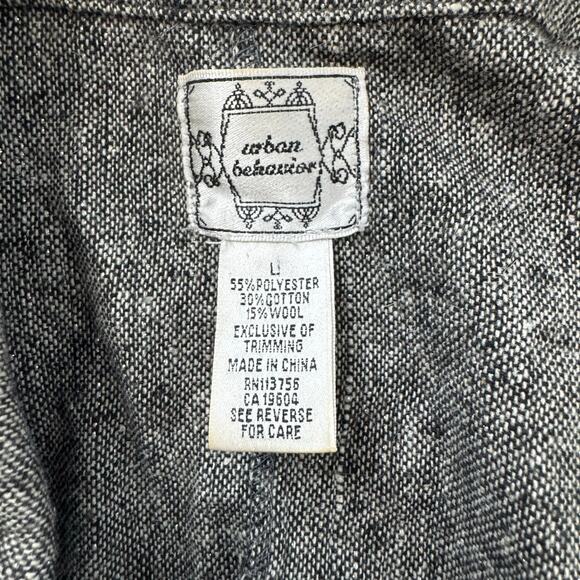 urban
behavior
L
55% POLYESTER
30% COTTON
15% WOOL
EXCLUSIVE OF
TRIMMING
MADE IN CHINA
RN113756
CA 19604
SEE REVERSE
FOR CARE